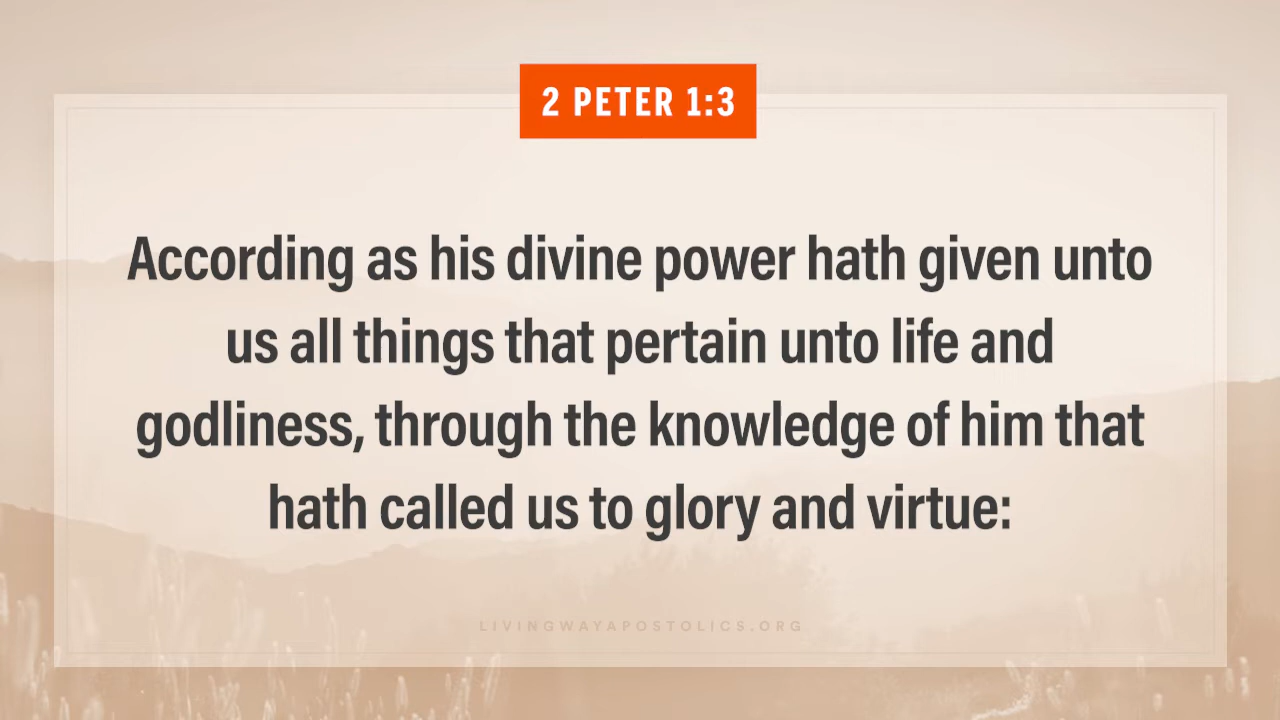 2 PETER 1:3
According as his divine power hath given unto
us all things that pertain unto life and
godliness, through the knowledge of him that
hath called us to glory and virtue:
LIVINGWAYAPOSTOLICS.ORG